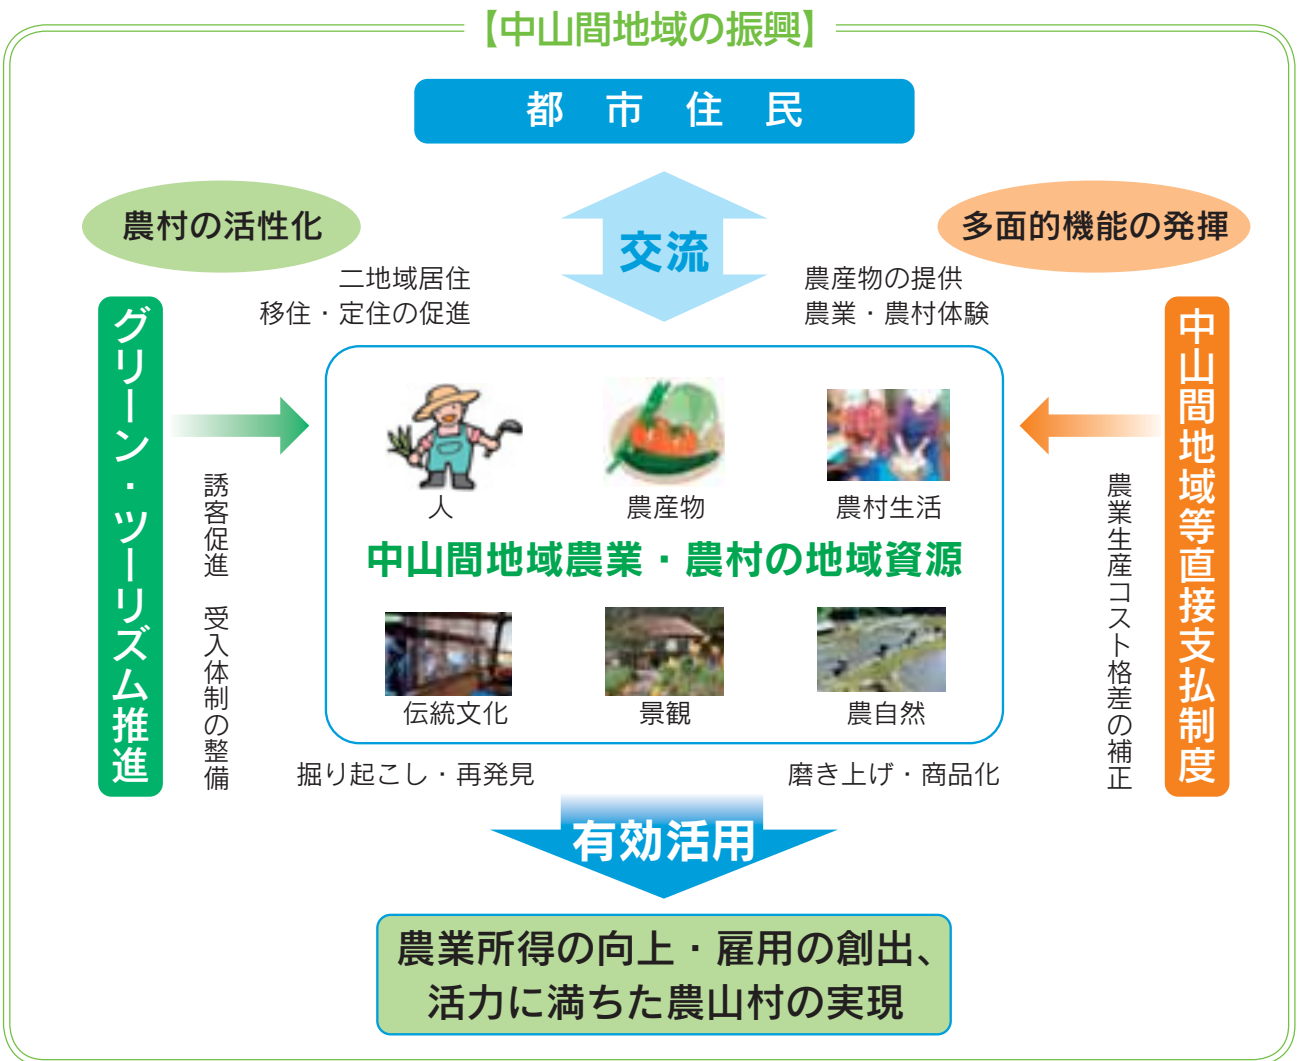 【中山間地域の振興】
都市住民
農村の活性化
交流
多面的機能の発揮
二地域居住
移住・定住の促進
農産物の提供
農業・農村体験
グリーン・ツーリズム推進
誘客促進 受入体制の整備
人
農産物
農村生活
中山間地域農業・農村の地域資源
伝統文化
景観
農自然
農業生産コスト格差の補正
中山間地域等直接支払制度
掘り起こし・再発見
磨き上げ・商品化
有効活用
農業所得の向上・雇用の創出、
活力に満ちた農山村の実現